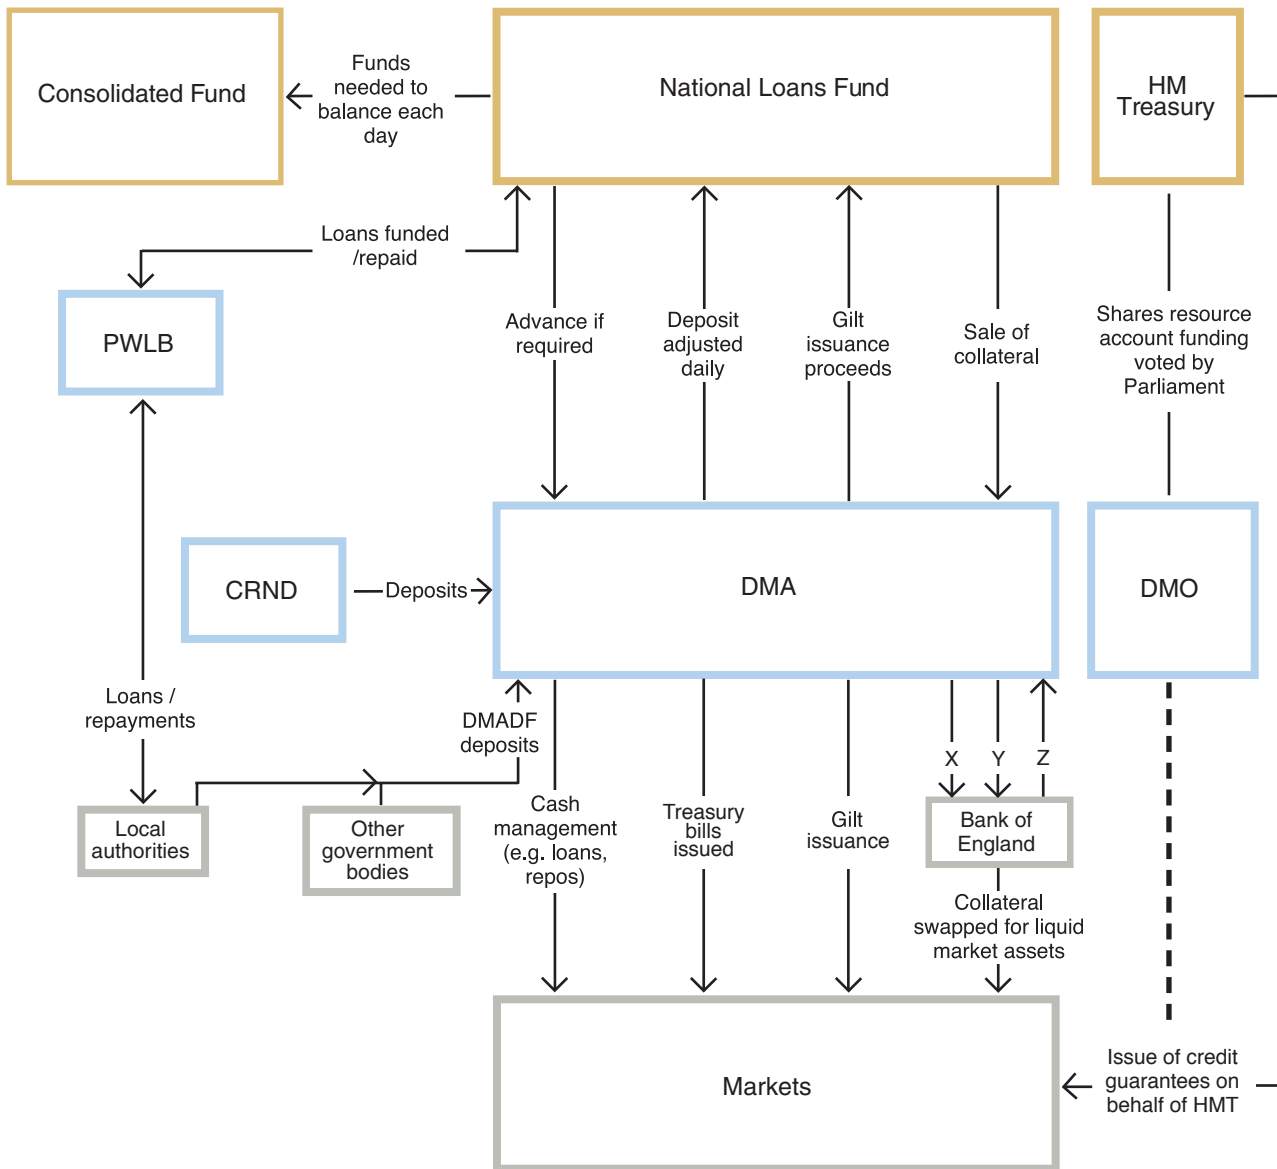 Consolidated Fund
Funds
needed to
balance each
day
National Loans Fund
HM
Treasury
Loans funded
/repaid
PWLB
Advance if
required
Deposit
adjusted
daily
Gilt
issuance
proceeds
Sale of
collateral
Shares resource
account funding
voted by
Parliament
CRND
Deposits
DMA
DMO
Loans /
repayments
DMADF
deposits
X
Y
Z
Local
authorities
Other
government
bodies
Cash
management
(e.g. loans,
repos)
Treasury
bills
issued
Gilt
issuance
Bank of
England
Collateral
swapped for liquid
market assets
Markets
Issue of credit
guarantees on
behalf of HMT